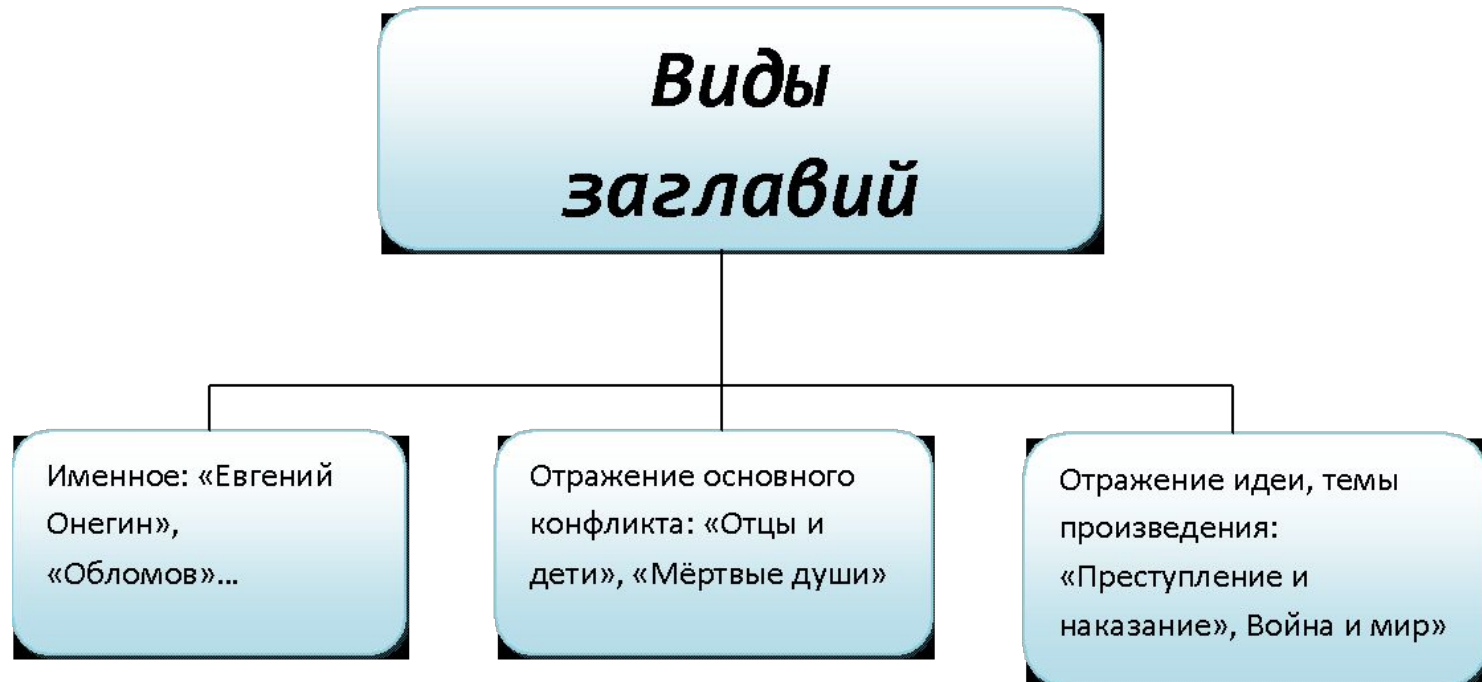 Виды
заглавий
Именное: «Евгений
Онегин»,
«Обломов»...
Отражение основного
конфликта: «Отцы и
дети», «Мёртвые души»
Отражение идеи, темы
произведения:
«Преступление и
наказание», Война и мир»